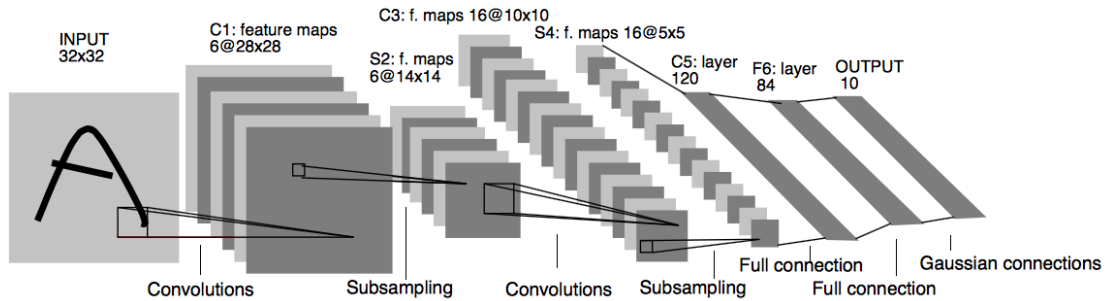 INPUT
32x32
C1: feature maps
6@28x28
S2: f. maps
6@14x14
C3: f. maps 16@10x10
S4: f. maps 16@5x5
C5: layer
120
F6: layer
84
OUTPUT
10
Convolutions
Subsampling
Convolutions
Subsampling
Full connection
Full connection
Gaussian connections
A